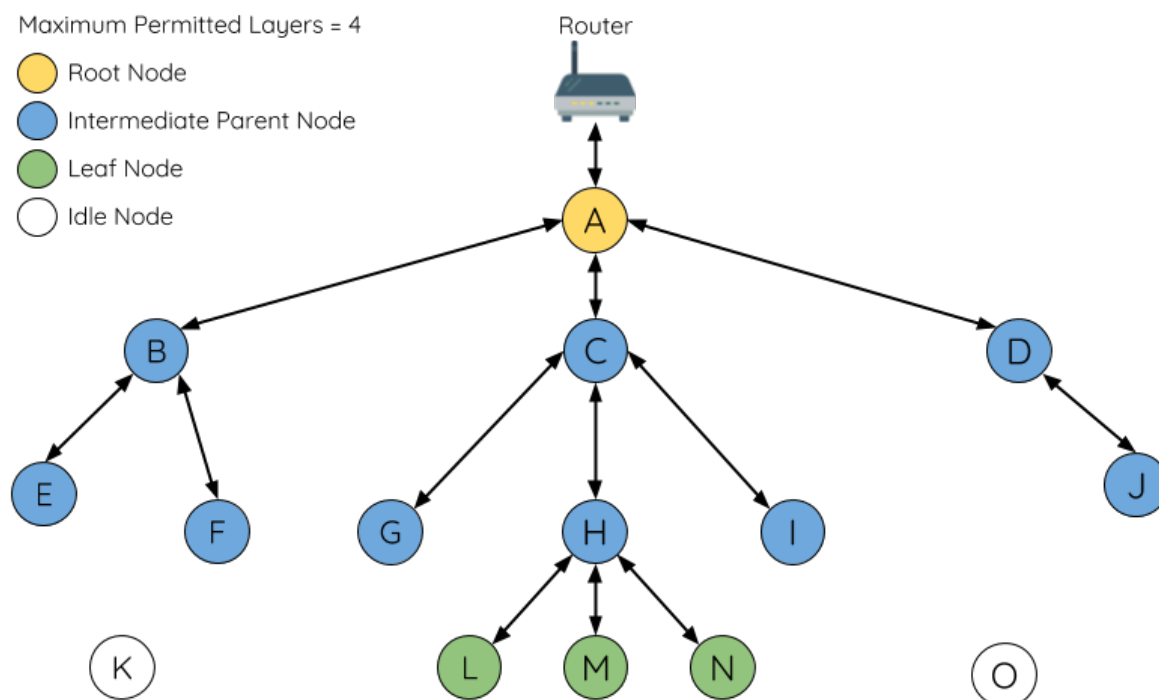 Maximum Permitted Layers = 4
Router
Root Node
Intermediate Parent Node
Leaf Node
Idle Node
A
B
C
D
E
F
G
H
I
J
K
L
M
N
O